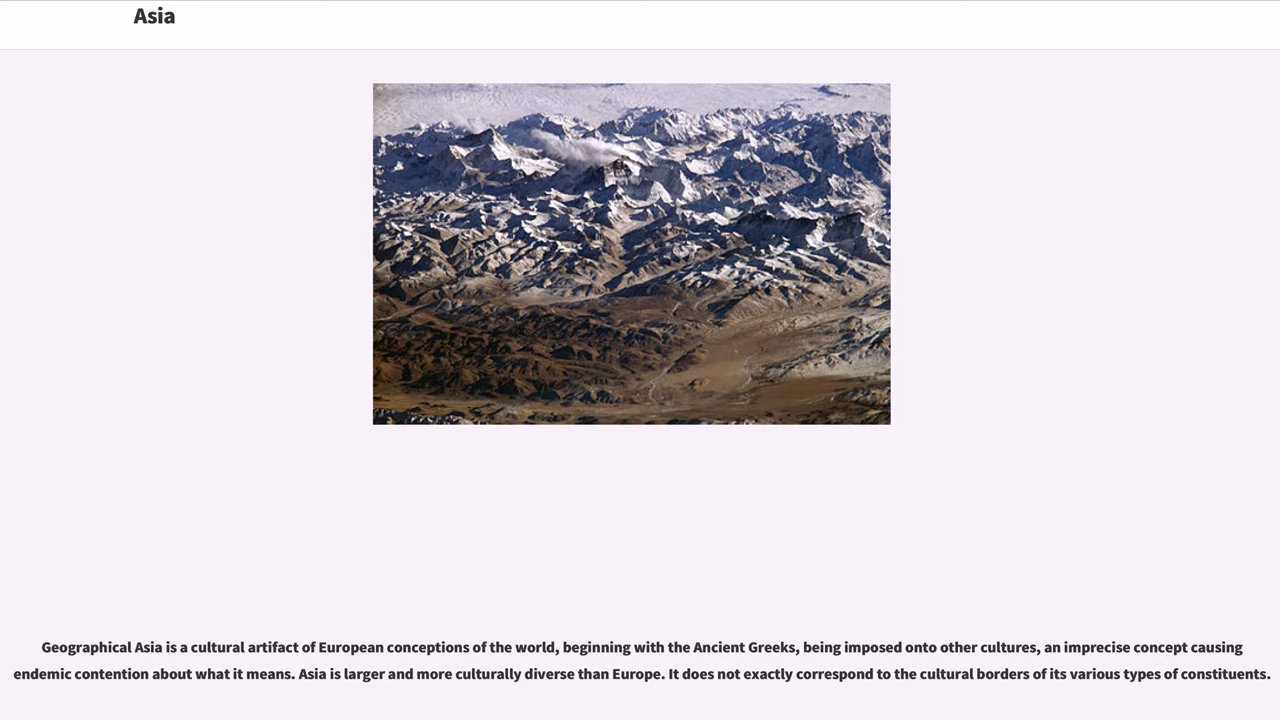 Asia
Geographical Asia is a cultural artifact of European conceptions of the world, beginning with the Ancient Greeks, being imposed onto other cultures, an imprecise concept causing
endemic contention about what it means. Asia is larger and more culturally diverse than Europe. It does not exactly correspond to the cultural borders of its various types of constituents.